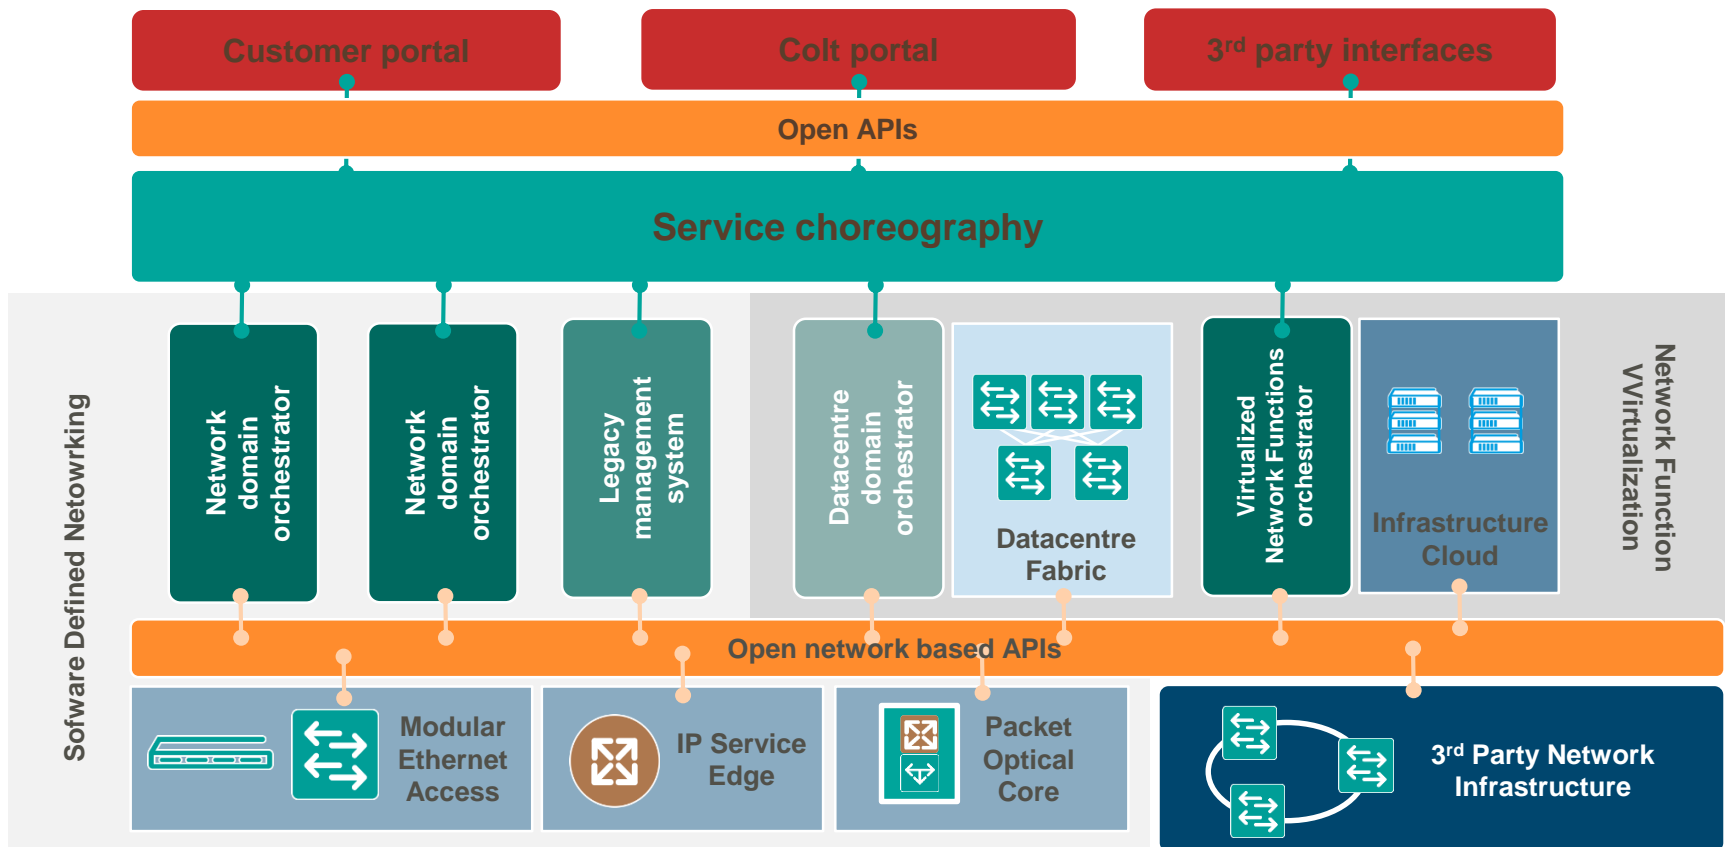 Customer portal
Colt portal
3rd party interfaces
Open APIs
Service choreography
Sofware Defined Netowrking
Network
domain
orchestrator
Network
domain
orchestrator
Legacy
management
system
Datacentre
domain
orchestrator
Datacentre
Fabric
Virtualized
Network Functions
orchestrator
Infrastructure
Cloud
Network Function
VVirtualization
Open network based APIs
Modular
Ethernet
Access
IP Service
Edge
Packet
Optical
Core
3rd Party Network
Infrastructure